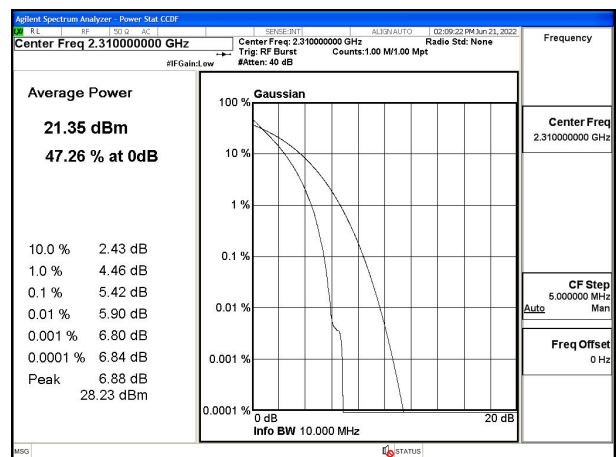 Agilent Spectrum Analyzer - Power Stat CCDF
RL RF 50 Ω AC SENSE:INT ALIGN AUTO 02:09:22 PM Jun 21, 2022
Center Freq 2.310000000 GHz
Center Freq: 2.310000000 GHz Radio Std: None
Trig: RF Burst Counts:1.00 M/1.00 Mpt
#IFGain:Low #Atten: 40 dB
Frequency
Average Power
21.35 dBm
47.26 % at 0dB
10.0 % 2.43 dB
1.0 % 4.46 dB
0.1 % 5.42 dB
0.01 % 5.90 dB
0.001 % 6.80 dB
0.0001 % 6.84 dB
Peak 6.88 dB
28.23 dBm
Gaussian
100 %
10 %
1 %
0.1 %
0.01 %
0.001 %
0.0001 %
0 dB 20 dB
Info BW 10.000 MHz
Center Freq
2.310000000 GHz
CF Step
5.000000 MHz
Auto Man
Freq Offset
0 Hz
MSG STATUS